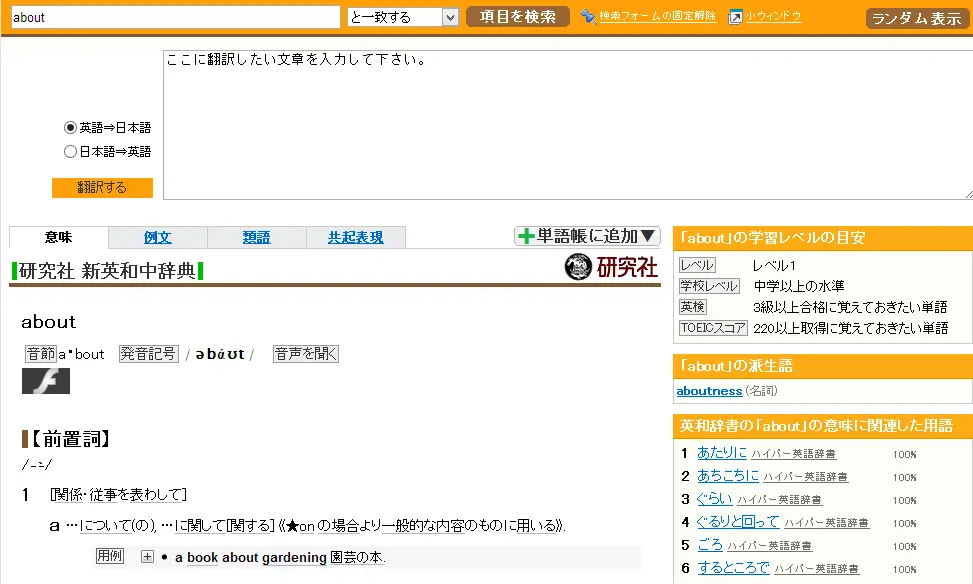 about と一致する 項目を検索 検索フォームの固定解除 小ウィンドウ ランダム表示
ここに翻訳したい文章を入力して下さい。
英語⇒日本語
日本語⇒英語
翻訳する
意味 例文 類語 共起表現 単語帳に追加▼
研究社 新英和中辞典 研究社
about
音節 a・bout 発音記号 / əbάʊt / 音声を聞く
【前置詞】
/‐‐́/
1 [関係・従事を表わして]
a …について(の), …に関して[関する] 《★on の場合より一般的な内容のものに用いる》.
用例 + • a book about gardening 園芸の本.
「about」の学習レベルの目安
レベル レベル1
学校レベル 中学以上の水準
英検 3級以上合格に覚えておきたい単語
TOEICスコア 220以上取得に覚えておきたい単語
「about」の派生語
aboutness (名詞)
英和辞書の「about」の意味に関連した用語
1 あたりに ハイパー英語辞書 100%
2 あちこちに ハイパー英語辞書 100%
3 ぐらい ハイパー英語辞書 100%
4 ぐるりと回って ハイパー英語辞書 100%
5 ごろ ハイパー英語辞書 100%
6 するところで ハイパー英語辞書 100%